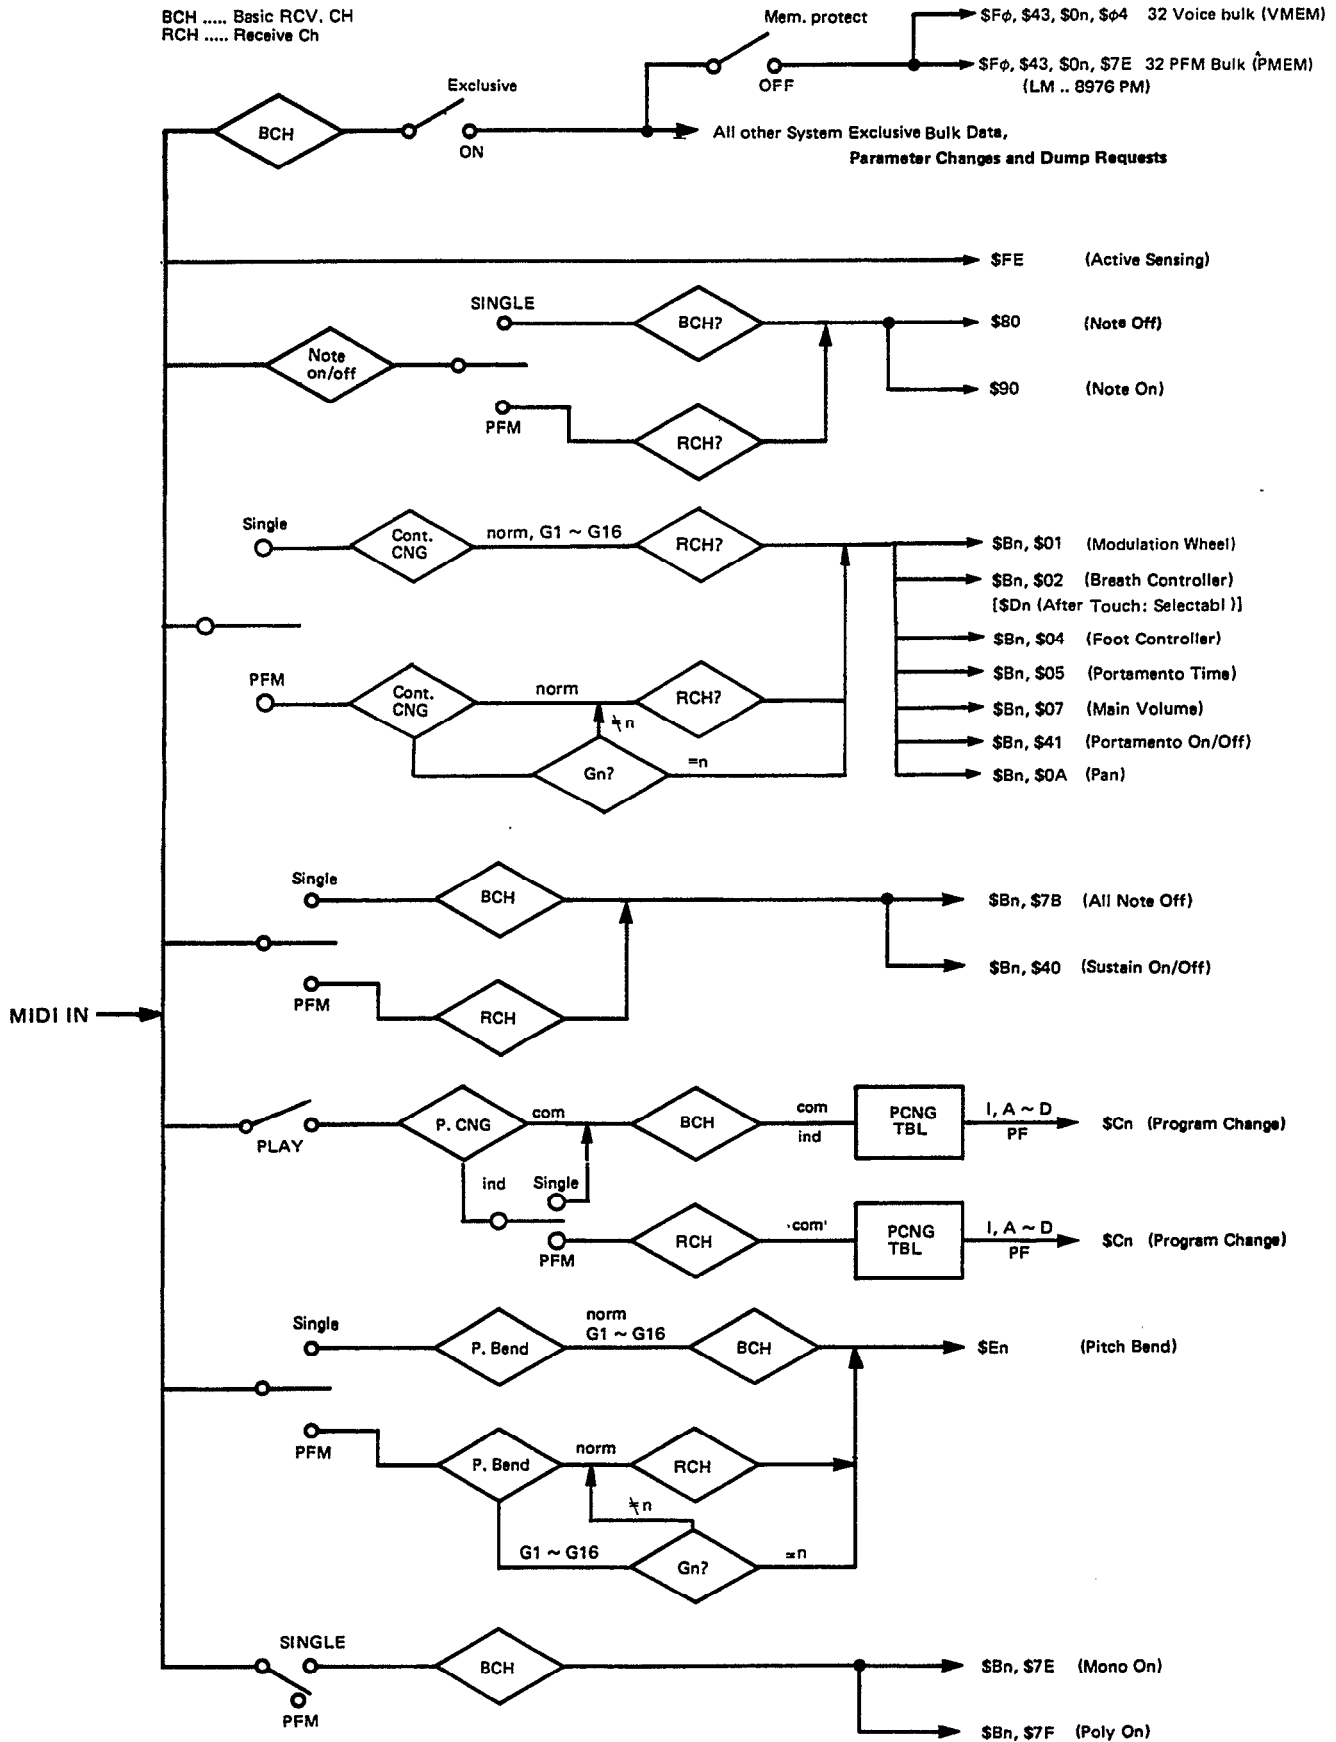 BCH ..... Basic RCV. CH
RCH ..... Receive Ch
Mem. protect
OFF
$Fφ, $43, $0n, $φ4 32 Voice bulk (VMEM)
$Fφ, $43, $0n, $7E 32 PFM Bulk (PMEM)
(LM .. 8976 PM)
BCH
Exclusive
ON
All other System Exclusive Bulk Data,
Parameter Changes and Dump Requests
$FE (Active Sensing)
Note
on/off
SINGLE
PFM
BCH?
RCH?
$80 (Note Off)
$90 (Note On)
Single
Cont.
CNG
norm, G1 ~ G16
RCH?
PFM
Cont.
CNG
norm
RCH?
≠n
Gn?
=n
$Bn, $01 (Modulation Wheel)
$Bn, $02 (Breath Controller)
[$Dn (After Touch: Selectabl )]
$Bn, $04 (Foot Controller)
$Bn, $05 (Portamento Time)
$Bn, $07 (Main Volume)
$Bn, $41 (Portamento On/Off)
$Bn, $0A (Pan)
Single
BCH
PFM
RCH
$Bn, $7B (All Note Off)
$Bn, $40 (Sustain On/Off)
MIDI IN
PLAY
P. CNG
com
BCH
com
ind
PCNG
TBL
I, A ~ D
PF
$Cn (Program Change)
ind
Single
PFM
RCH
'com'
PCNG
TBL
I, A ~ D
PF
$Cn (Program Change)
Single
P. Bend
norm
G1 ~ G16
BCH
$En (Pitch Bend)
PFM
P. Bend
norm
RCH
≠n
G1 ~ G16
Gn?
=n
SINGLE
PFM
BCH
$Bn, $7E (Mono On)
$Bn, $7F (Poly On)